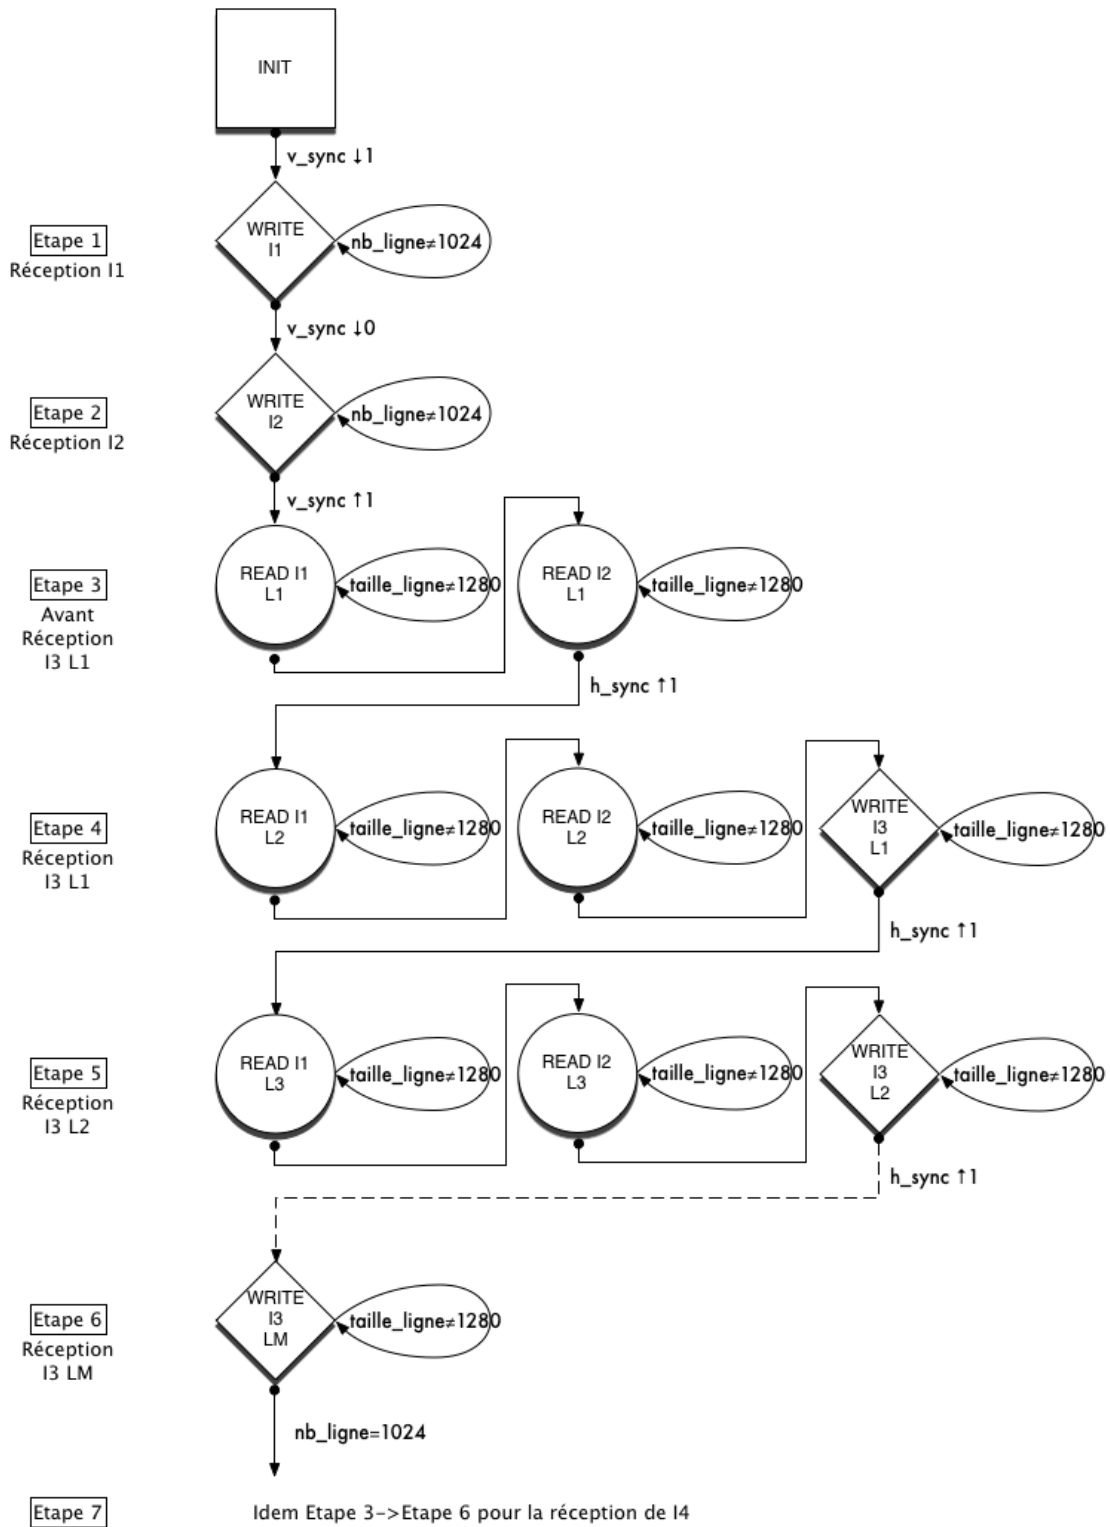 INIT
v_sync ↓1
Etape 1
Réception I1
WRITE
I1
nb_ligne≠1024
v_sync ↓0
Etape 2
Réception I2
WRITE
I2
nb_ligne≠1024
v_sync ↑1
Etape 3
Avant
Réception
I3 L1
READ I1
L1
taille_ligne≠1280
READ I2
L1
taille_ligne≠1280
h_sync ↑1
Etape 4
Réception
I3 L1
READ I1
L2
taille_ligne≠1280
READ I2
L2
taille_ligne≠1280
WRITE
I3
L1
taille_ligne≠1280
h_sync ↑1
Etape 5
Réception
I3 L2
READ I1
L3
taille_ligne≠1280
READ I2
L3
taille_ligne≠1280
WRITE
I3
L2
taille_ligne≠1280
h_sync ↑1
Etape 6
Réception
I3 LM
WRITE
I3
LM
taille_ligne≠1280
nb_ligne=1024
Etape 7
Idem Etape 3->Etape 6 pour la réception de I4